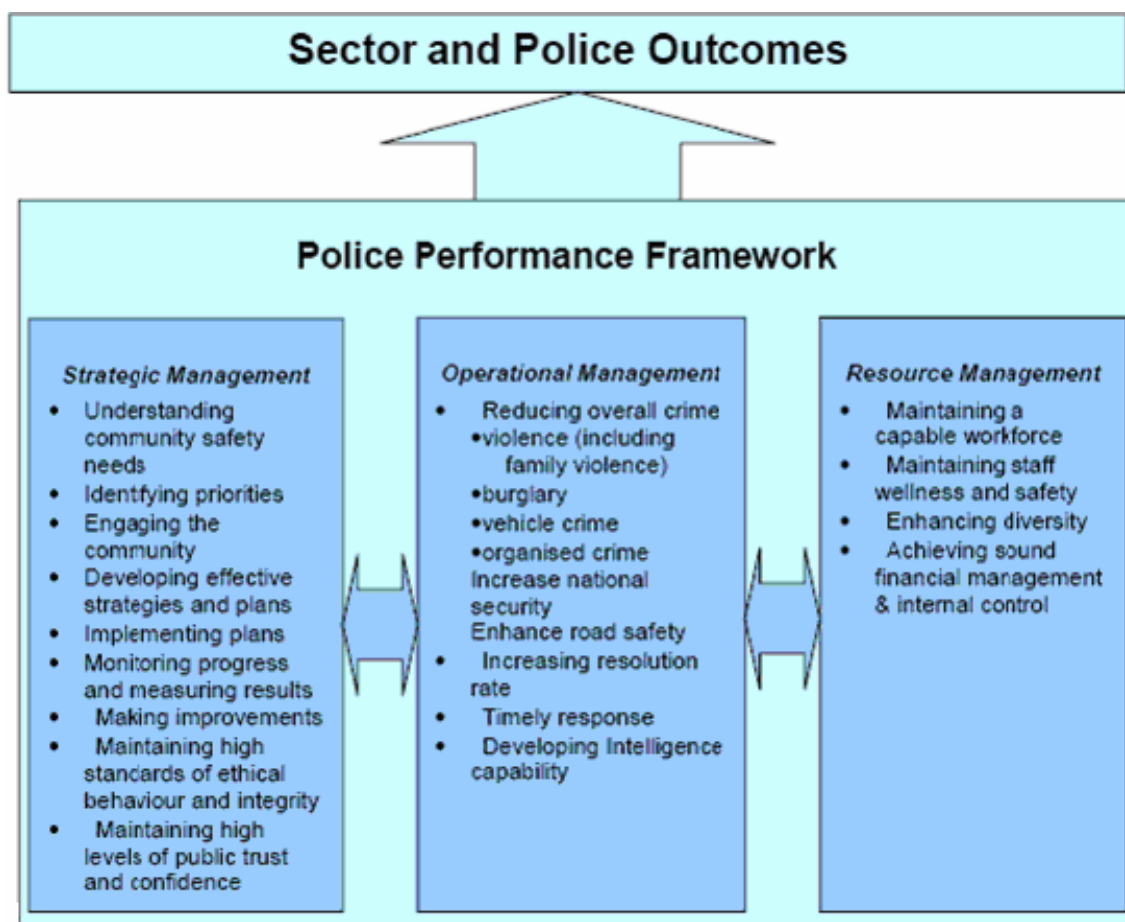 Sector and Police Outcomes
Police Performance Framework
Strategic Management
• Understanding
community safety
needs
• Identifying priorities
• Engaging the
community
• Developing effective
strategies and plans
• Implementing plans
• Monitoring progress
and measuring results
• Making improvements
• Maintaining high
standards of ethical
behaviour and integrity
• Maintaining high
levels of public trust
and confidence
Operational Management
• Reducing overall crime
•violence (including
family violence)
•burglary
•vehicle crime
•organised crime
Increase national
security
Enhance road safety
• Increasing resolution
rate
• Timely response
• Developing Intelligence
capability
Resource Management
• Maintaining a
capable workforce
• Maintaining staff
wellness and safety
• Enhancing diversity
• Achieving sound
financial management
& internal control